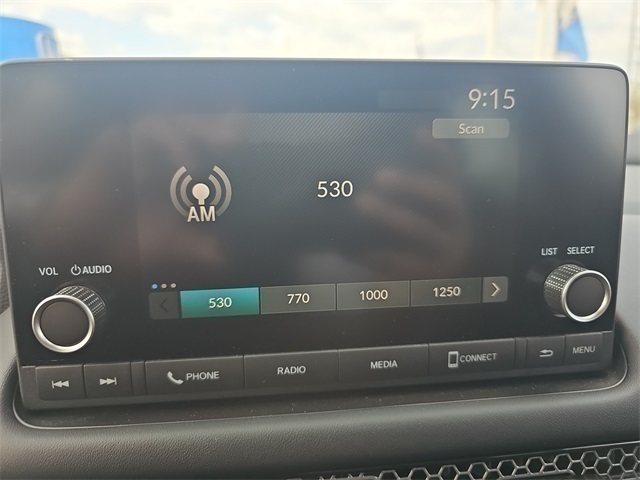 9:15
Scan
AM
530
VOL AUDIO
LIST SELECT
530 770 1000 1250
PHONE RADIO MEDIA CONNECT MENU